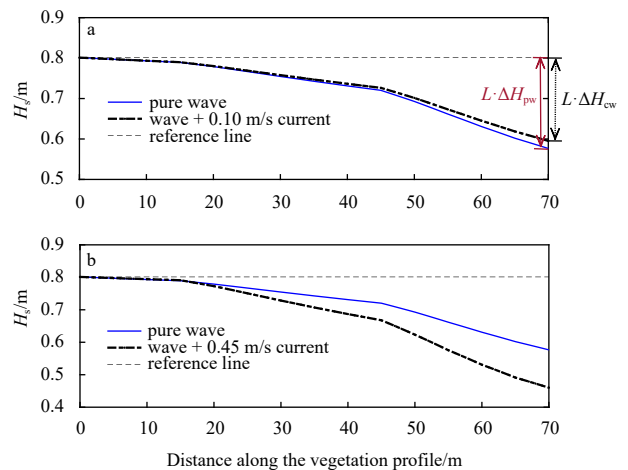 a
0.9
0.8
0.7
0.6
0.5
Hₛ/m
pure wave
wave + 0.10 m/s current
reference line
L·ΔH_pw
L·ΔH_cw
0 10 20 30 40 50 60 70
b
0.9
0.8
0.7
0.6
0.5
0.4
Hₛ/m
pure wave
wave + 0.45 m/s current
reference line
0 10 20 30 40 50 60 70
Distance along the vegetation profile/m